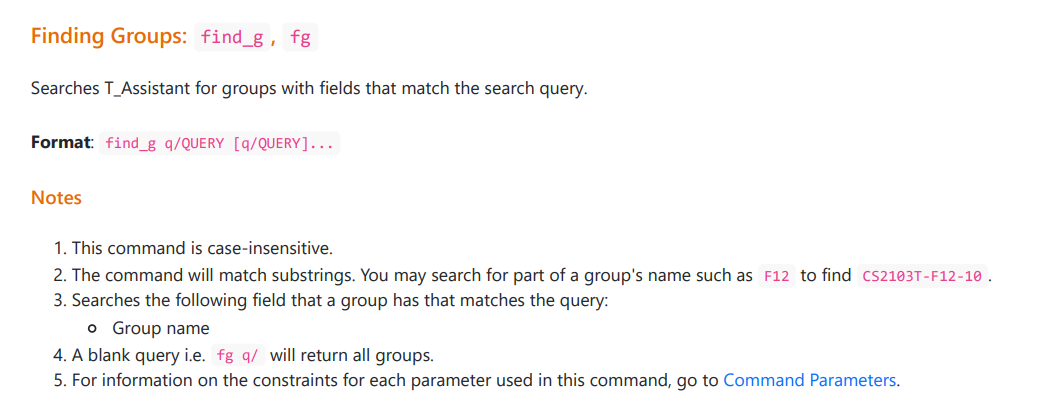 Finding Groups: find_g, fg
Searches T_Assistant for groups with fields that match the search query.
Format: find_g q/QUERY [q/QUERY]...
Notes
1. This command is case-insensitive.
2. The command will match substrings. You may search for part of a group's name such as F12 to find CS2103T-F12-10.
3. Searches the following field that a group has that matches the query:
Group name
4. A blank query i.e. fg q/ will return all groups.
5. For information on the constraints for each parameter used in this command, go to Command Parameters.